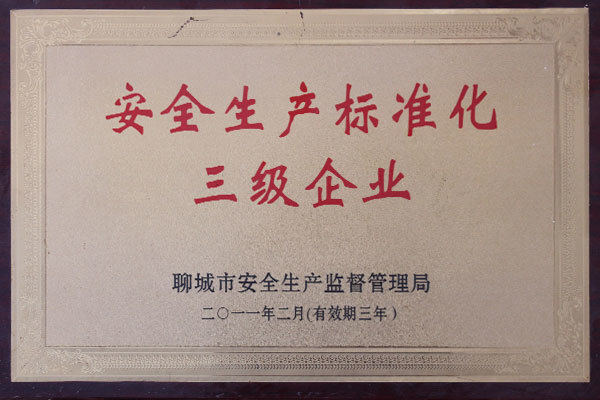 安全生产标准化
三级企业
聊城市安全生产监督管理局
二〇一一年二月(有效期三年)